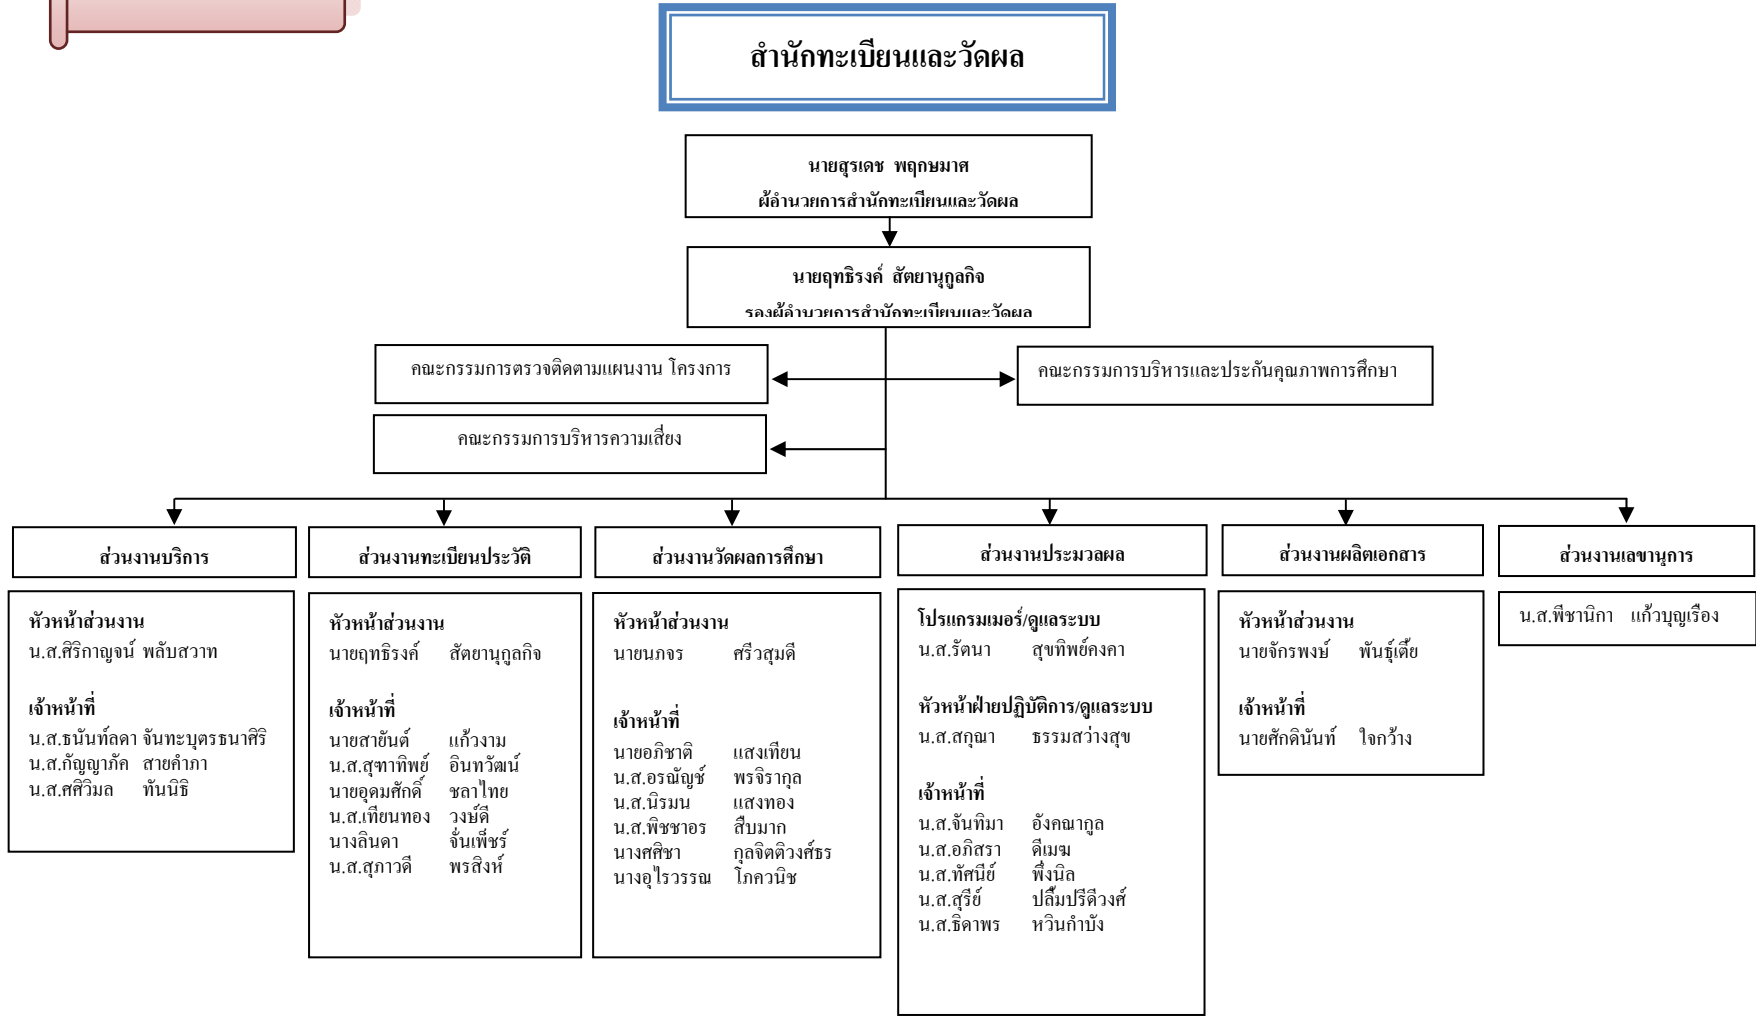 สำนักทะเบียนและวัดผล
นายสุรเดช พฤกษมาศ
ผู้อำนวยการสำนักทะเบียนและวัดผล
นายฤทธิรงค์ สัตยานุกูลกิจ
รองผู้อำนวยการสำนักทะเบียนและวัดผล
คณะกรรมการตรวจติดตามแผนงาน โครงการ
คณะกรรมการบริหารและประกันคุณภาพการศึกษา
คณะกรรมการบริหารความเสี่ยง
ส่วนงานบริการ
หัวหน้าส่วนงาน
น.ส.ศิริกาญจน์ พลับสวาท
เจ้าหน้าที่
น.ส.ธนันท์ลดา จันทะบุตรธนาศิริ
น.ส.กัญญาภัค สายคำภา
น.ส.ศศิวิมล ทันนิธิ
ส่วนงานทะเบียนประวัติ
หัวหน้าส่วนงาน
นายฤทธิรงค์ สัตยานุกูลกิจ
เจ้าหน้าที่
นายสายันต์ แก้วงาม
น.ส.สุฑาทิพย์ อินทวัฒน์
นายอุดมศักดิ์ ชลาไทย
น.ส.เทียนทอง วงษ์ดี
นางลินดา จั่นเพ็ชร์
น.ส.สุภาวดี พรสิงห์
ส่วนงานวัดผลการศึกษา
หัวหน้าส่วนงาน
นายนภจร ศรีวสุมดี
เจ้าหน้าที่
นายอภิชาติ แสงเทียน
น.ส.อรณัญช์ พรจิรากุล
น.ส.นิรมน แสงทอง
น.ส.พิชชาอร สืบมาก
นางศศิชา กุลจิตติวงศ์ธร
นางอุไรวรรณ โภควนิช
ส่วนงานประมวลผล
โปรแกรมเมอร์/ดูแลระบบ
น.ส.รัตนา สุขทิพย์คงคา
หัวหน้าฝ่ายปฏิบัติการ/ดูแลระบบ
น.ส.สกุณา ธรรมสว่างสุข
เจ้าหน้าที่
น.ส.จันทิมา อังคณากูล
น.ส.อภิสรา ดีเมฆ
น.ส.ทัศนีย์ พึ่งนิล
น.ส.สุรีย์ ปลื้มปรีดีวงศ์
น.ส.ธิดาพร หวินกำบัง
ส่วนงานผลิตเอกสาร
หัวหน้าส่วนงาน
นายจักรพงษ์ พันธุ์เตี้ย
เจ้าหน้าที่
นายศักดินันท์ ใจกว้าง
ส่วนงานเลขานุการ
น.ส.พีชานิกา แก้วบุญเรือง